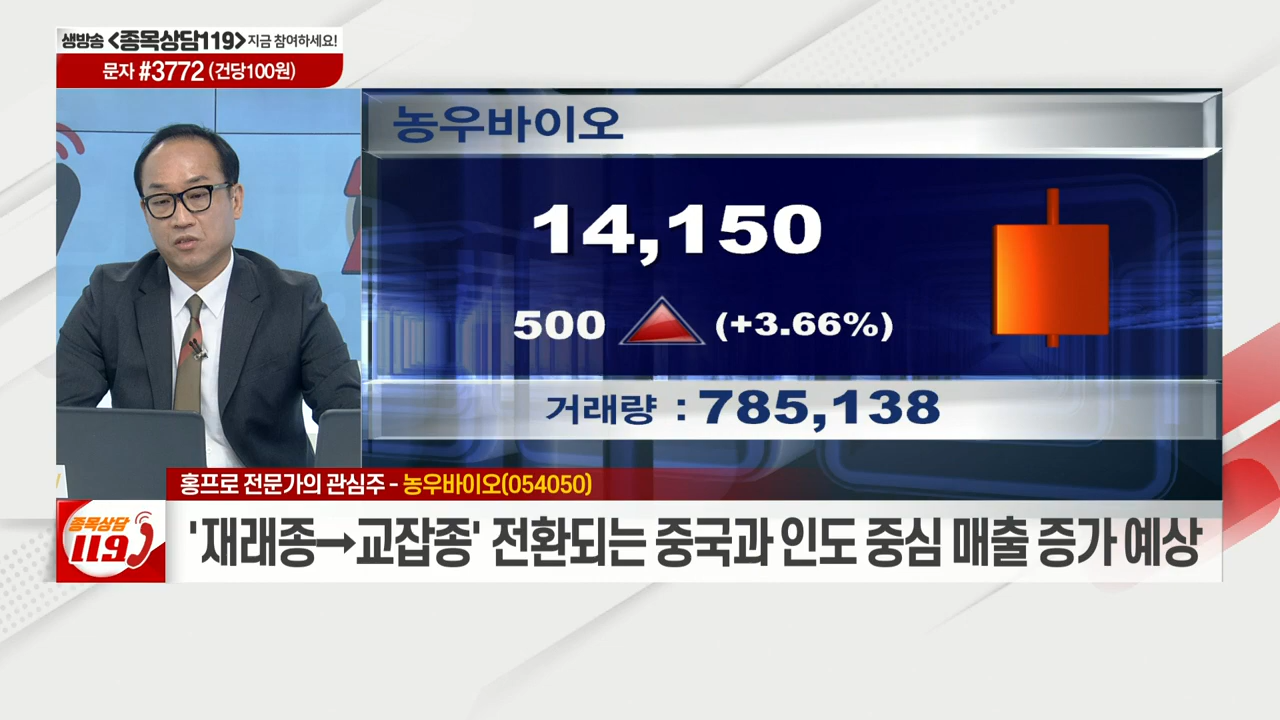 생방송 <종목상담119> 지금 참여하세요!
문자 #3772 (건당100원)
농우바이오
14,150
500 (+3.66%)
거래량 : 785,138
홍프로 전문가의 관심주 - 농우바이오(054050)
종목상담
119
'재래종→교잡종' 전환되는 중국과 인도 중심 매출 증가 예상